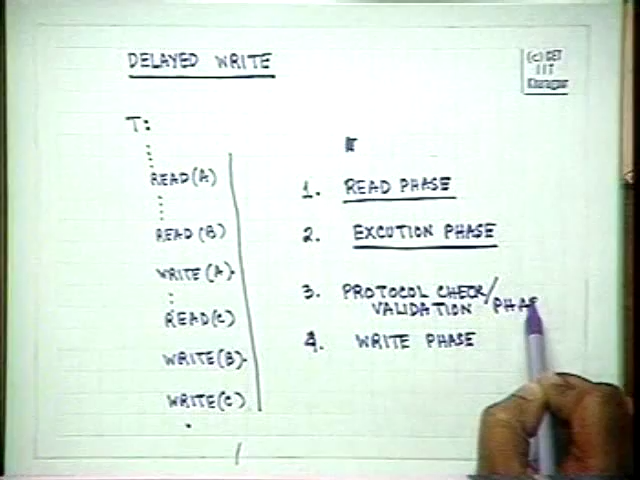 DELAYED WRITE
(c) CET
IIT
Kharagpur
T:
READ(A)
READ(B)
WRITE(A)
READ(C)
WRITE(B)
WRITE(C)
1. READ PHASE
2. EXCUTION PHASE
3. PROTOCOL CHECK/
VALIDATION PHAS
4. WRITE PHASE